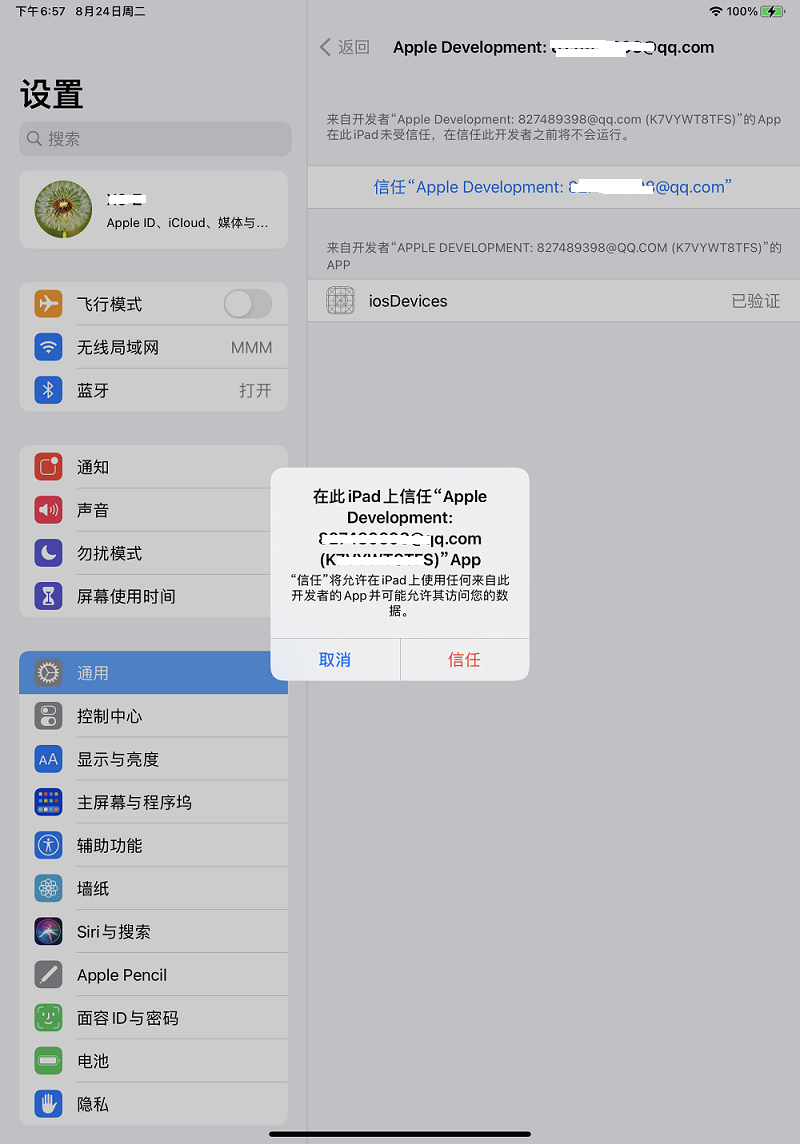 下午6:57 8月24日周二
100%
设置
搜索
Apple ID、iCloud、媒体与...
飞行模式
无线局域网 MMM
蓝牙 打开
通知
声音
勿扰模式
屏幕使用时间
通用
控制中心
显示与亮度
主屏幕与程序坞
辅助功能
墙纸
Siri与搜索
Apple Pencil
面容ID与密码
电池
隐私
返回 Apple Development: @qq.com
来自开发者“Apple Development: 827489398@qq.com (K7VYWT8TFS)”的App
在此iPad未受信任，在信任此开发者之前将不会运行。
信任“Apple Development: @qq.com”
来自开发者“APPLE DEVELOPMENT: 827489398@QQ.COM (K7VYWT8TFS)”的
APP
iosDevices 已验证
在此iPad上信任“Apple
Development:
qq.com
”App
“信任”将允许在iPad上使用任何来自此
开发者的App并可能允许其访问您的数
据。
取消 信任